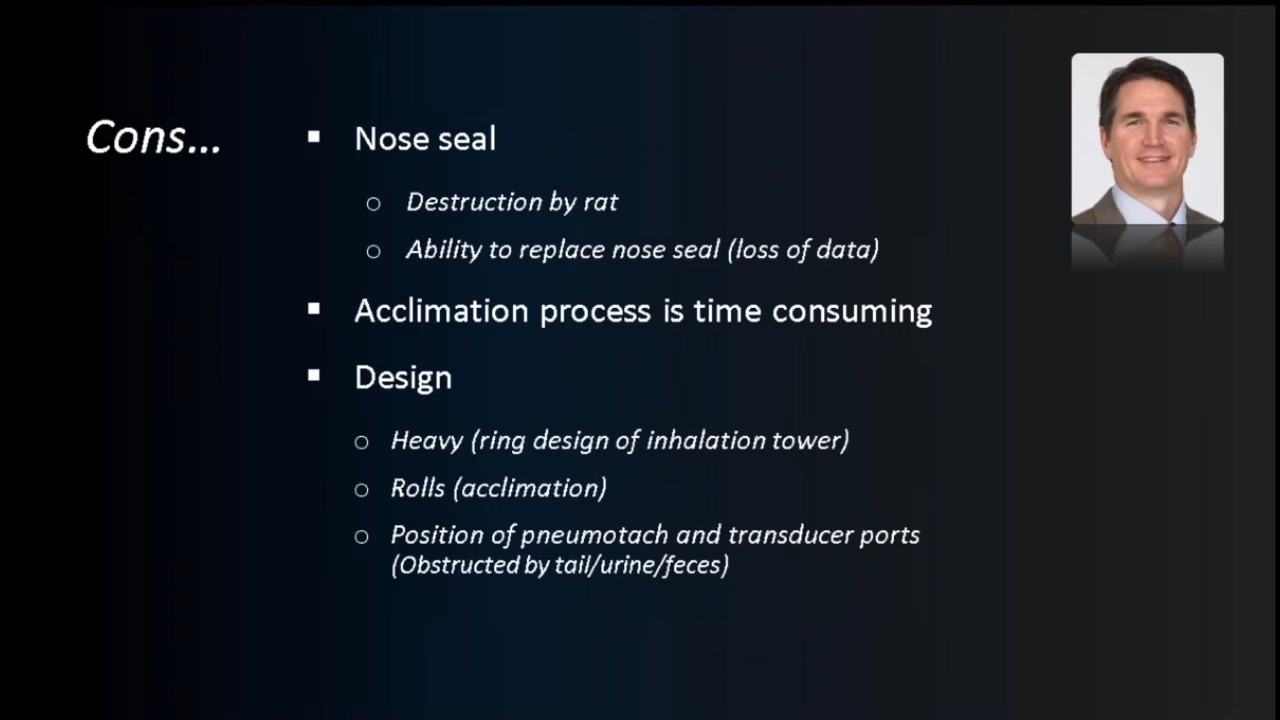 Cons...
Nose seal
Destruction by rat
Ability to replace nose seal (loss of data)
Acclimation process is time consuming
Design
Heavy (ring design of inhalation tower)
Rolls (acclimation)
Position of pneumotach and transducer ports
(Obstructed by tail/urine/feces)